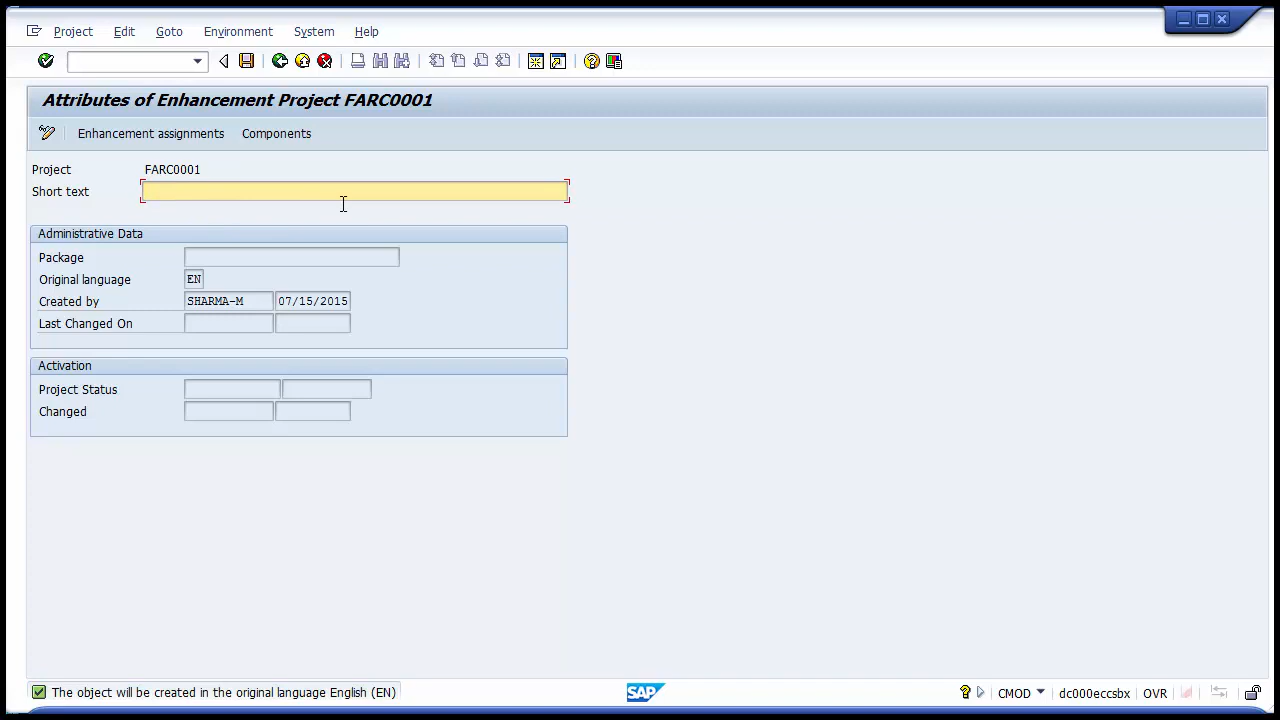 Project Edit Goto Environment System Help
Attributes of Enhancement Project FARC0001
Enhancement assignments Components
Project FARC0001
Short text
Administrative Data
Package
Original language EN
Created by SHARMA-M 07/15/2015
Last Changed On
Activation
Project Status
Changed
The object will be created in the original language English (EN) SAP CMOD dc000eccsbx OVR